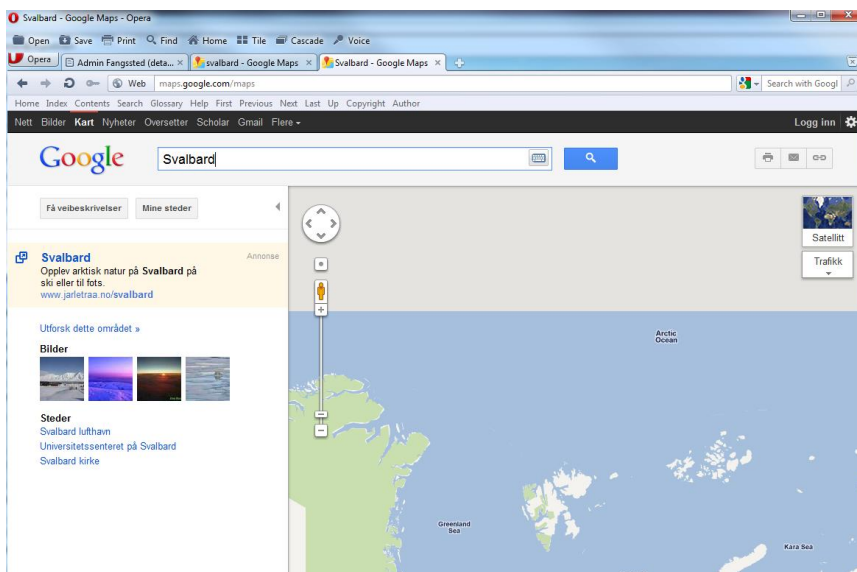 Svalbard - Google Maps - Opera
Open Save Print Find Home Tile Cascade Voice
Opera Admin Fangssted (deta... × svalbard - Google Maps × Svalbard - Google Maps ×
Web maps.google.com/maps Search with Googl
Home Index Contents Search Glossary Help First Previous Next Last Up Copyright Author
Nett Bilder Kart Nyheter Oversetter Scholar Gmail Flere Logg inn
Google Svalbard
Få veibeskrivelser Mine steder
Satellitt
Trafikk
Svalbard Annonse
Opplev arktisk natur på Svalbard på
ski eller til fots.
www.jarletraa.no/svalbard
Utforsk dette området »
Bilder
Steder
Svalbard lufthavn
Universitetssenteret på Svalbard
Svalbard kirke
Arctic
Ocean
Greenland
Sea
Kara Sea